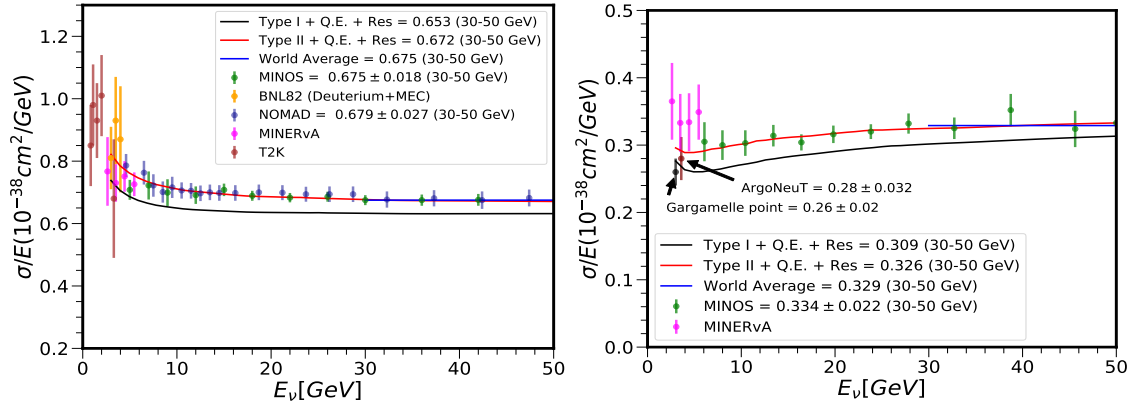 1.2
1.0
0.8
0.6
0.4
0.2
σ/E(10⁻³⁸cm²/GeV)
Type I + Q.E. + Res = 0.653 (30-50 GeV)
Type II + Q.E. + Res = 0.672 (30-50 GeV)
World Average = 0.675 (30-50 GeV)
MINOS = 0.675 ± 0.018 (30-50 GeV)
BNL82 (Deuterium+MEC)
NOMAD = 0.679 ± 0.027 (30-50 GeV)
MINERvA
T2K
0 10 20 30 40 50
E_ν[GeV]
0.5
0.4
0.3
0.2
0.1
0.0
σ/E(10⁻³⁸cm²/GeV)
ArgoNeuT = 0.28 ± 0.032
Gargamelle point = 0.26 ± 0.02
Type I + Q.E. + Res = 0.309 (30-50 GeV)
Type II + Q.E. + Res = 0.326 (30-50 GeV)
World Average = 0.329 (30-50 GeV)
MINOS = 0.334 ± 0.022 (30-50 GeV)
MINERvA
0 10 20 30 40 50
E_ν[GeV]